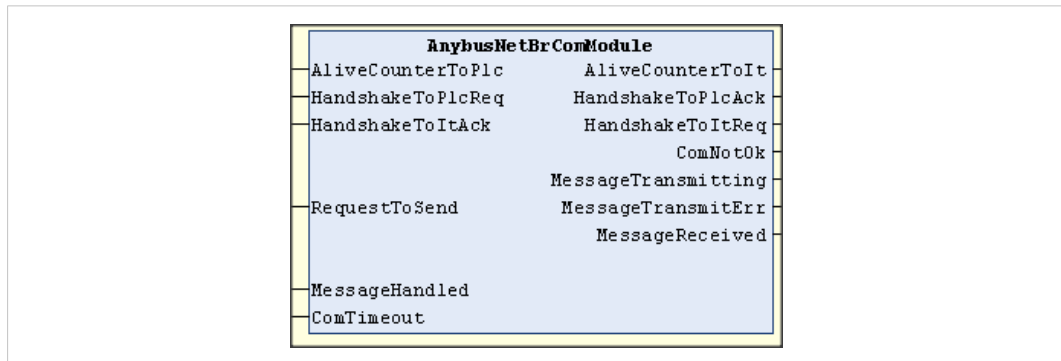 AnybusNetBrComModule
AliveCounterToPlc AliveCounterToIt
HandshakeToPlcReq HandshakeToPlcAck
HandshakeToItAck HandshakeToItReq
ComNotOk
MessageTransmitting
RequestToSend MessageTransmitErr
MessageReceived
MessageHandled
ComTimeout